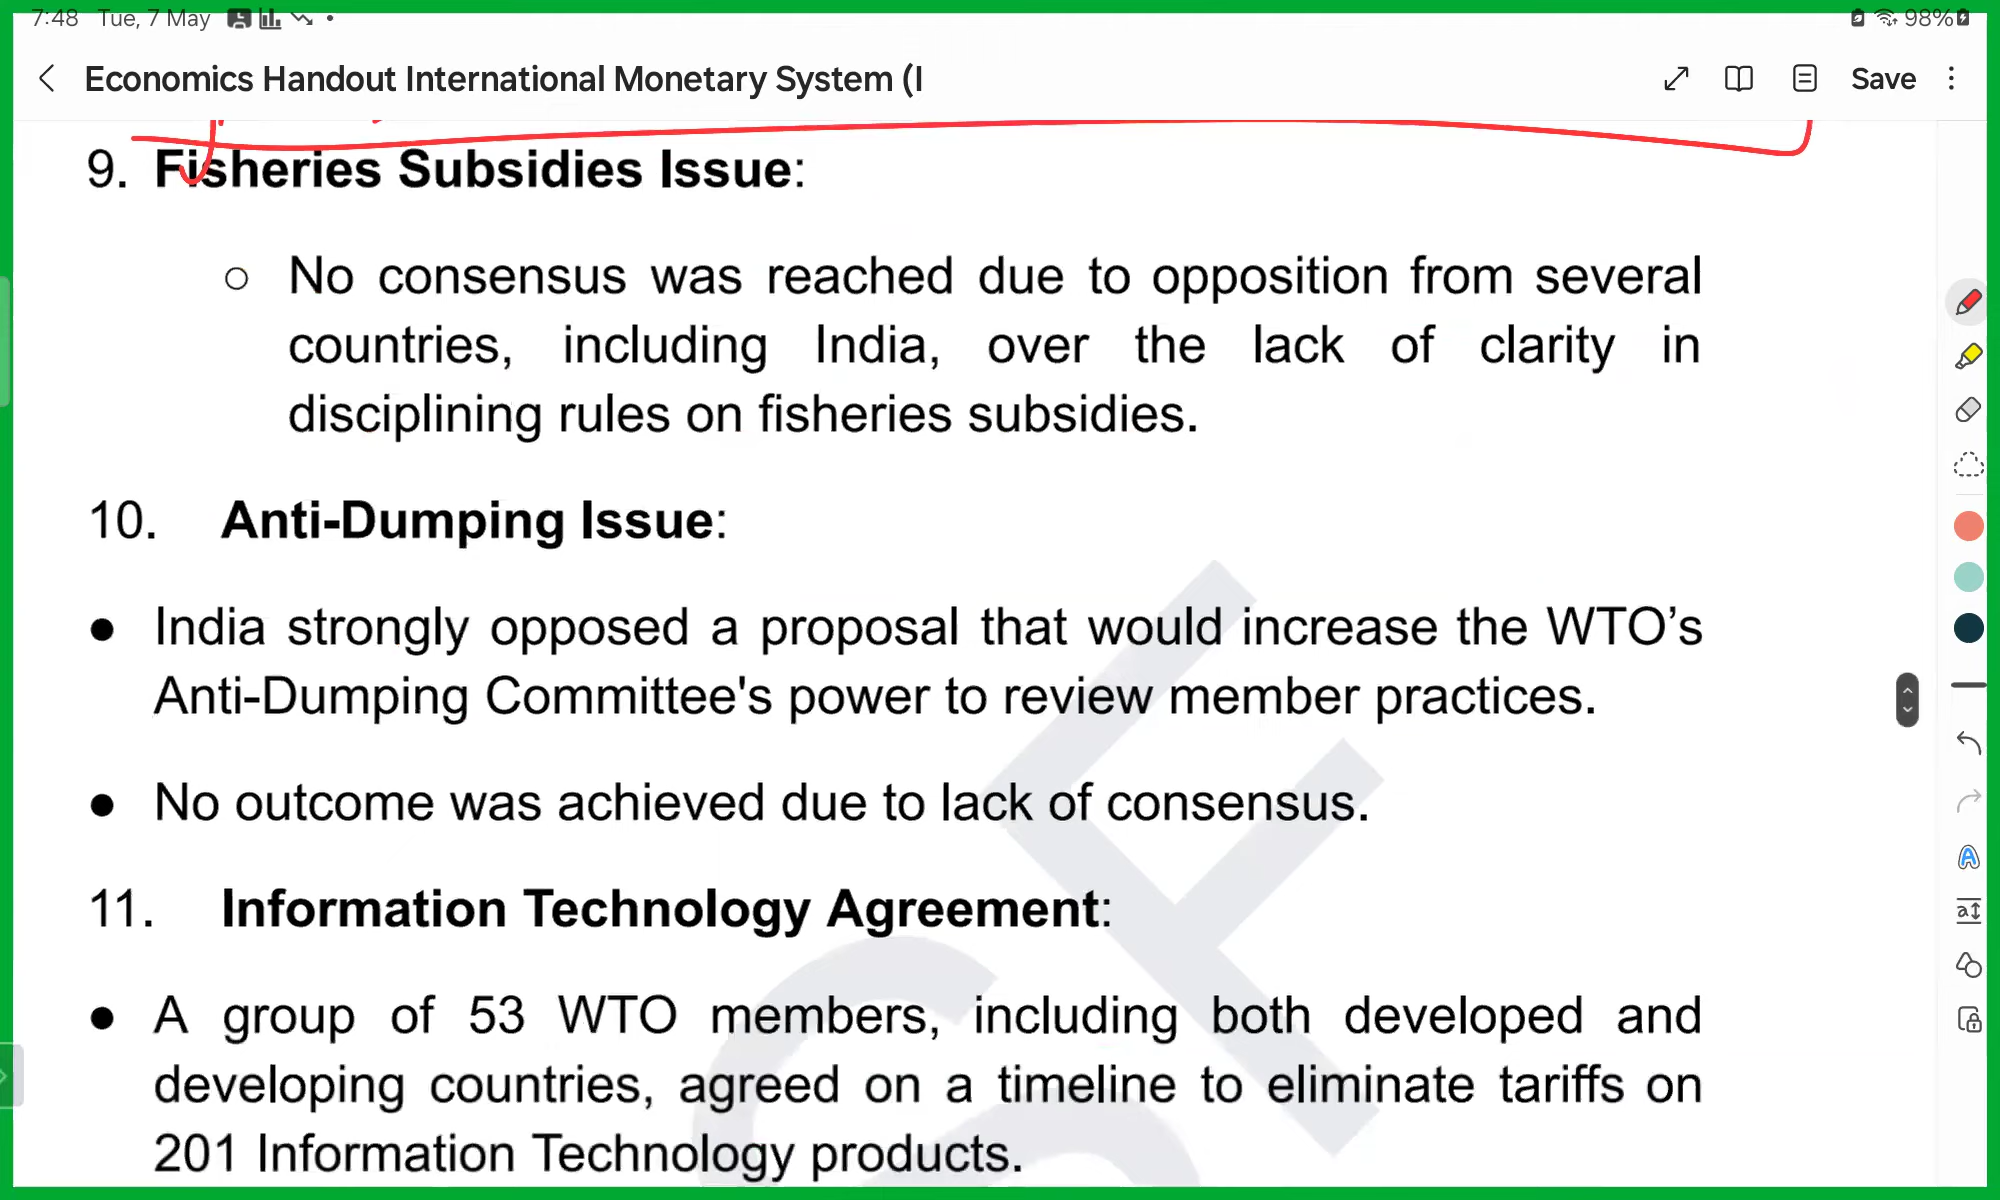 7:48 Tue, 7 May
98%
Economics Handout International Monetary System (I
Save
9. Fisheries Subsidies Issue:
No consensus was reached due to opposition from several
countries, including India, over the lack of clarity in
disciplining rules on fisheries subsidies.
10. Anti-Dumping Issue:
India strongly opposed a proposal that would increase the WTO’s
Anti-Dumping Committee's power to review member practices.
No outcome was achieved due to lack of consensus.
11. Information Technology Agreement:
A group of 53 WTO members, including both developed and
developing countries, agreed on a timeline to eliminate tariffs on
201 Information Technology products.